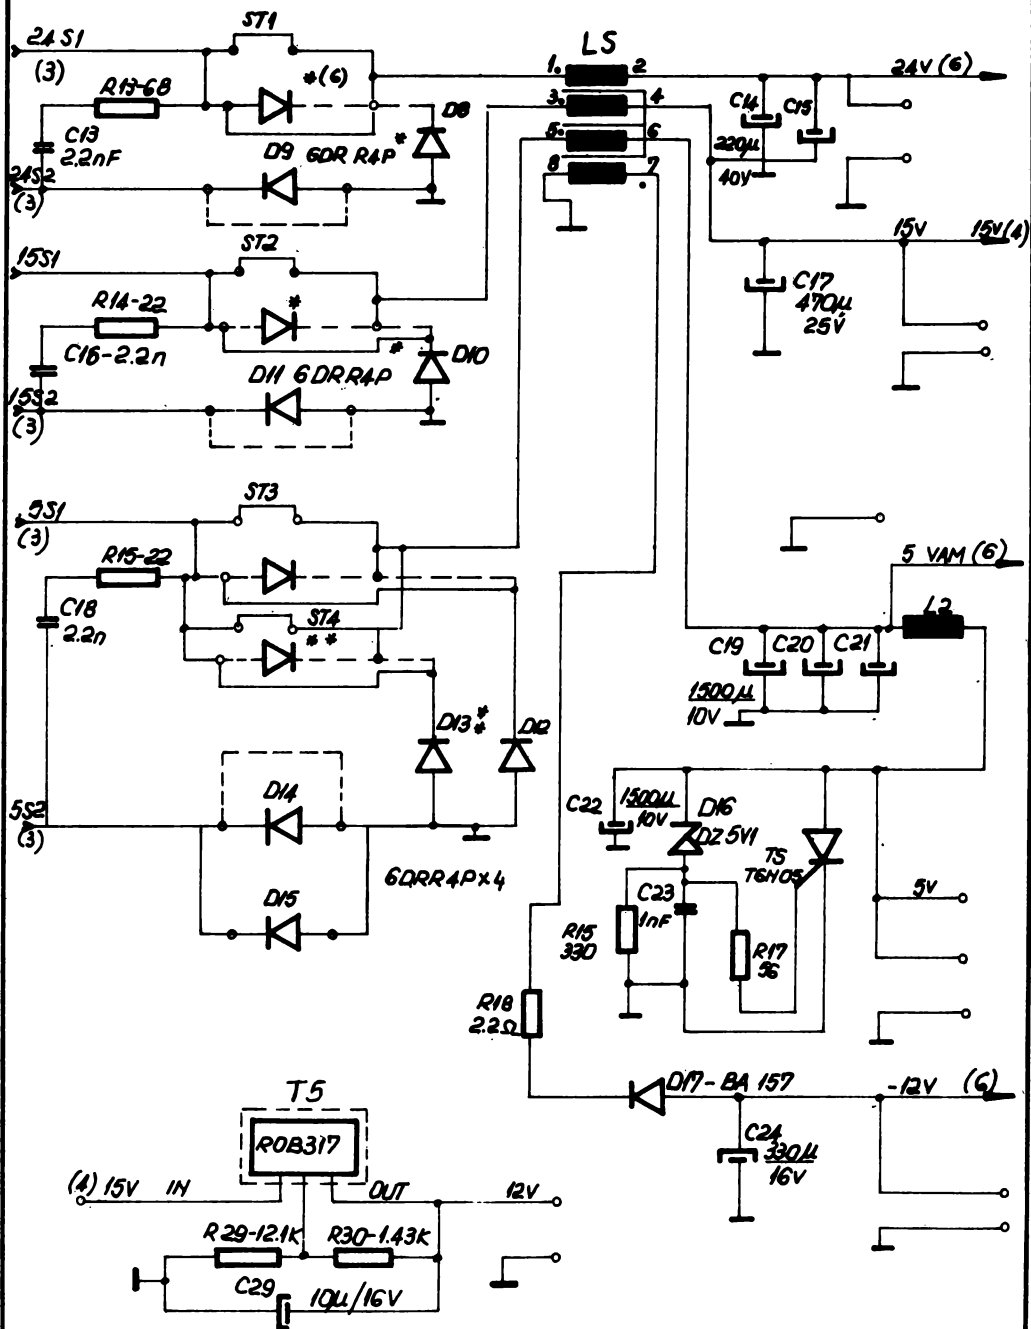 24S1
(3)
ST1
R13-68
*(6)
C13
2.2nF
D8
*
24S2
(3)
D9 6DR R4P
LS
1. 2
3. 4
5. 6
8 7
24V (6)
C14
220µ
40V
C15
15S1
ST2
R14-22
*
C16-2.2n
*
D10
15S2
(3)
D11 6DR R4P
15V
15V(4)
C17
470µ
25V
5S1
(3)
ST3
R15-22
C18
2.2n
ST4
* *
D13 *
*
D12
5S2
(3)
D14
D15
6DRR4Px4
5 VAM (6)
L2
C19 C20 C21
1500µ
10V
C22
1500µ
10V
D16
DZ 5V1
TS
T6N05
R15
330
C23
1nF
R17
56
5V
R18
2.2Ω
D17-BA 157
-12V (6)
C24
330µ
16V
T5
ROB317
(4) 15V IN
OUT
12V
R29-12.1K
R30-1.43K
C29
10µ/16V